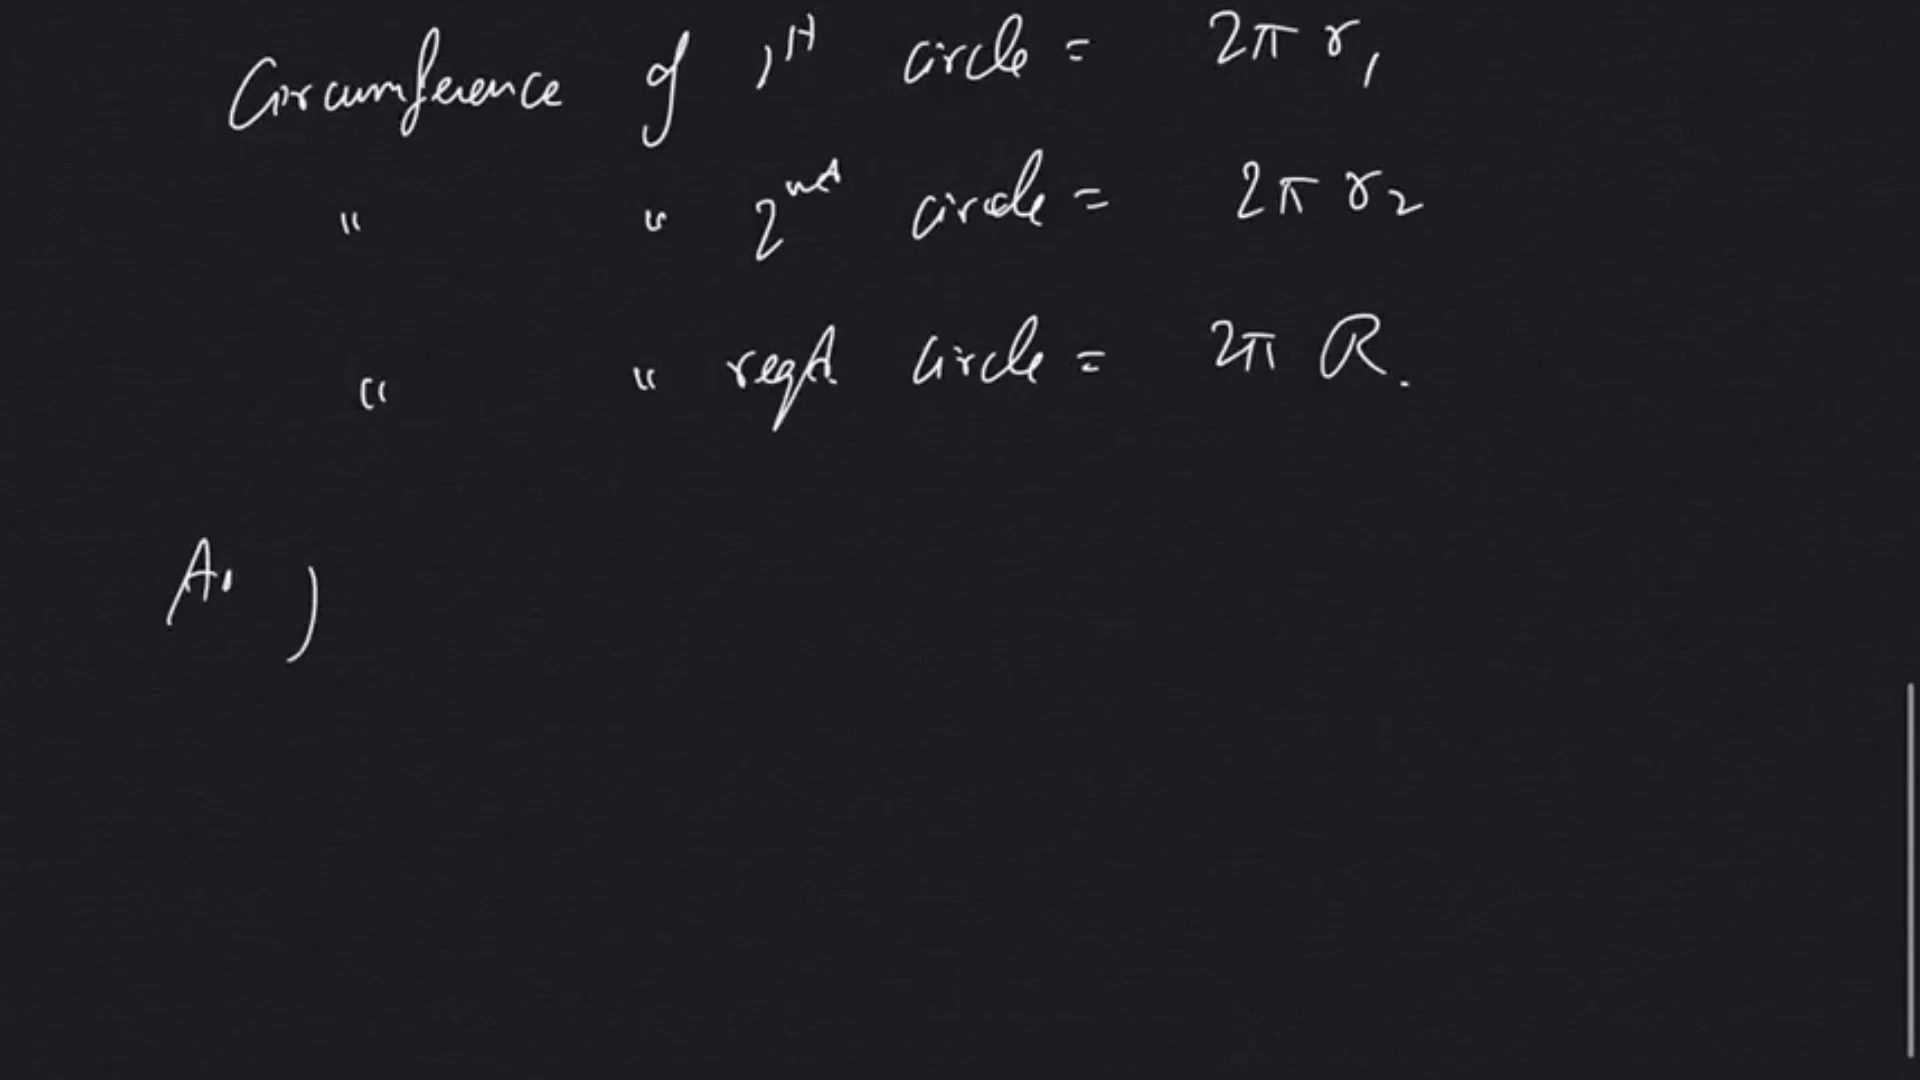 Circumference of 1st circle = 2π r₁
" " 2nd circle = 2π r₂
" " reqd. circle = 2π R.
A.)